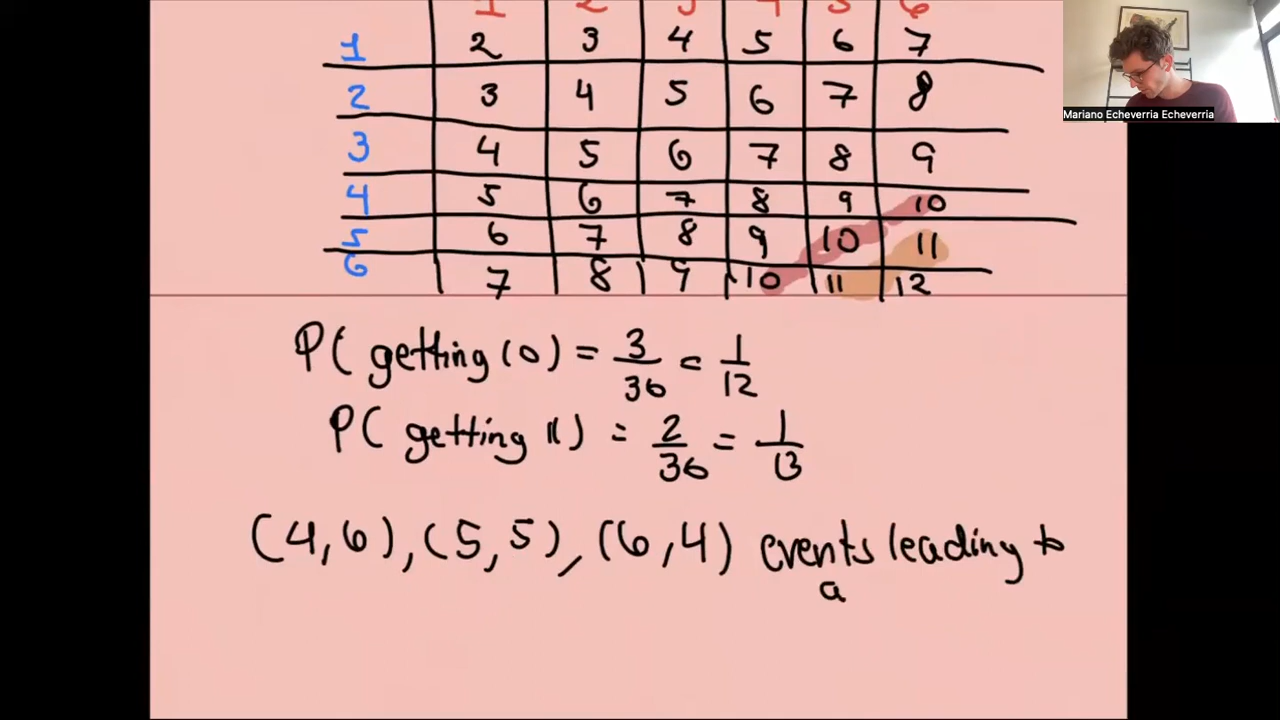 1 2 3 4 5 6
1 2 3 4 5 6 7
2 3 4 5 6 7 8
3 4 5 6 7 8 9
4 5 6 7 8 9 10
5 6 7 8 9 10 11
6 7 8 9 10 11 12
P( getting 10 ) = 3/36 = 1/12
P( getting 11 ) = 2/36 = 1/13
(4,6), (5,5), (6,4) events leading to
a
Mariano Echeverria Echeverria